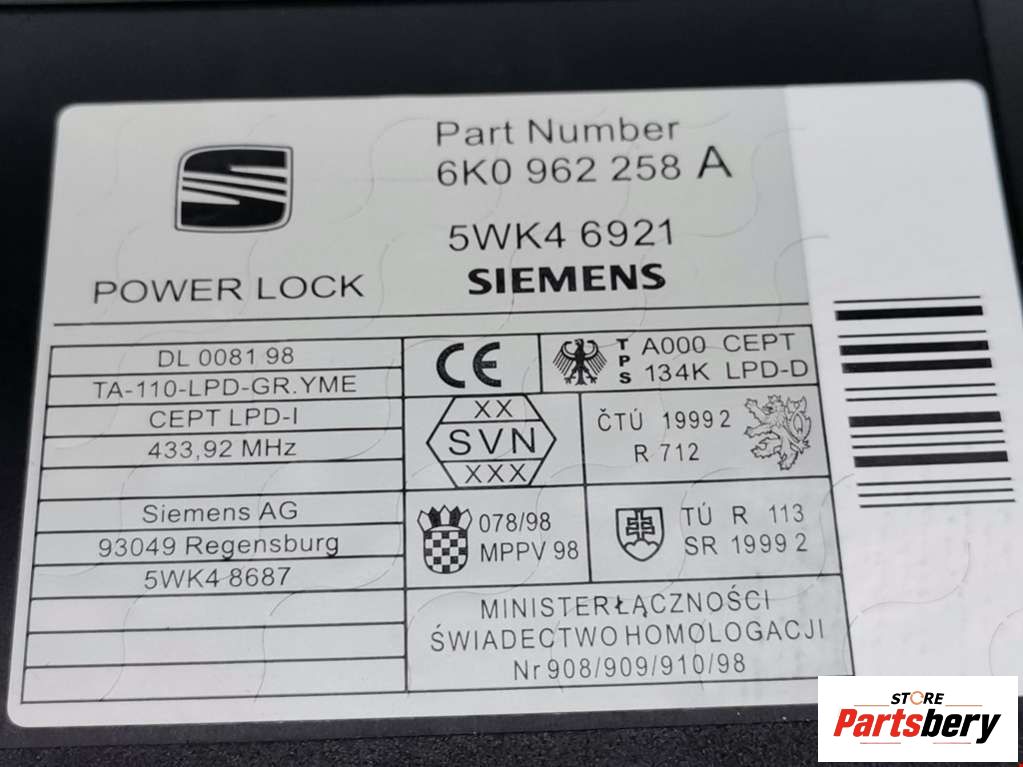 Part Number
6K0 962 258 A
5WK4 6921
SIEMENS
POWER LOCK
DL 0081 98
TA-110-LPD-GR.YME
CEPT LPD-I
433,92 MHz
Siemens AG
93049 Regensburg
5WK4 8687
CE
TPS
A000 CEPT
134K LPD-D
XX
SVN
XXX
ČTÚ 1999 2
R 712
078/98
MPPV 98
TÚ R 113
SR 1999 2
MINISTERŁĄCZNOŚCI
ŚWIADECTWO HOMOLOGACJI
Nr 908/909/910/98
STORE
Partsbery